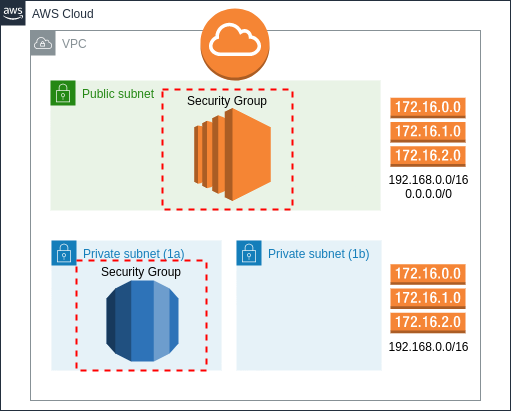 aws
AWS Cloud
VPC
Public subnet
Security Group
172.16.0.0
172.16.1.0
172.16.2.0
192.168.0.0/16
0.0.0.0/0
Private subnet (1a)
Security Group
Private subnet (1b)
172.16.0.0
172.16.1.0
172.16.2.0
192.168.0.0/16